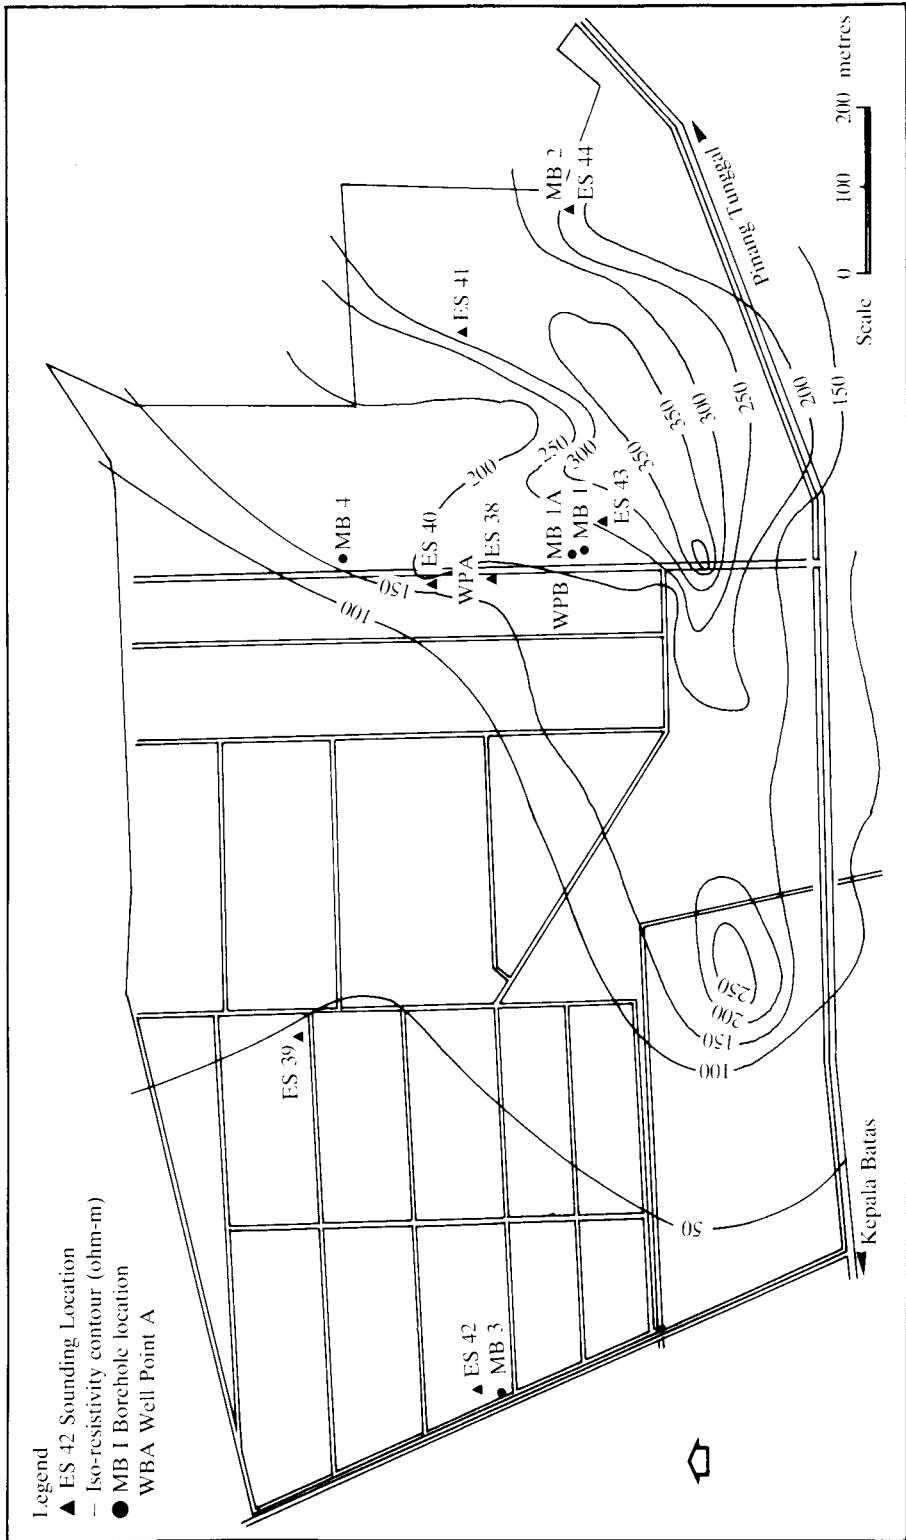 Legend
▲ ES 42 Sounding Location
– Iso-resistivity contour (ohm-m)
● MB I Borehole location
WBA Well Point A
ES 42
MB 3
ES 39
50
100
150
200
250
Kepala Batas
100
150
MB 4
ES 40
WPA
ES 38
WPB
MB 1A
MB 1
ES 43
200
250
300
350
350
300
250
200
150
ES 41
MB 2
ES 44
Pinang Tunggal
Scale
0 100 200 metres